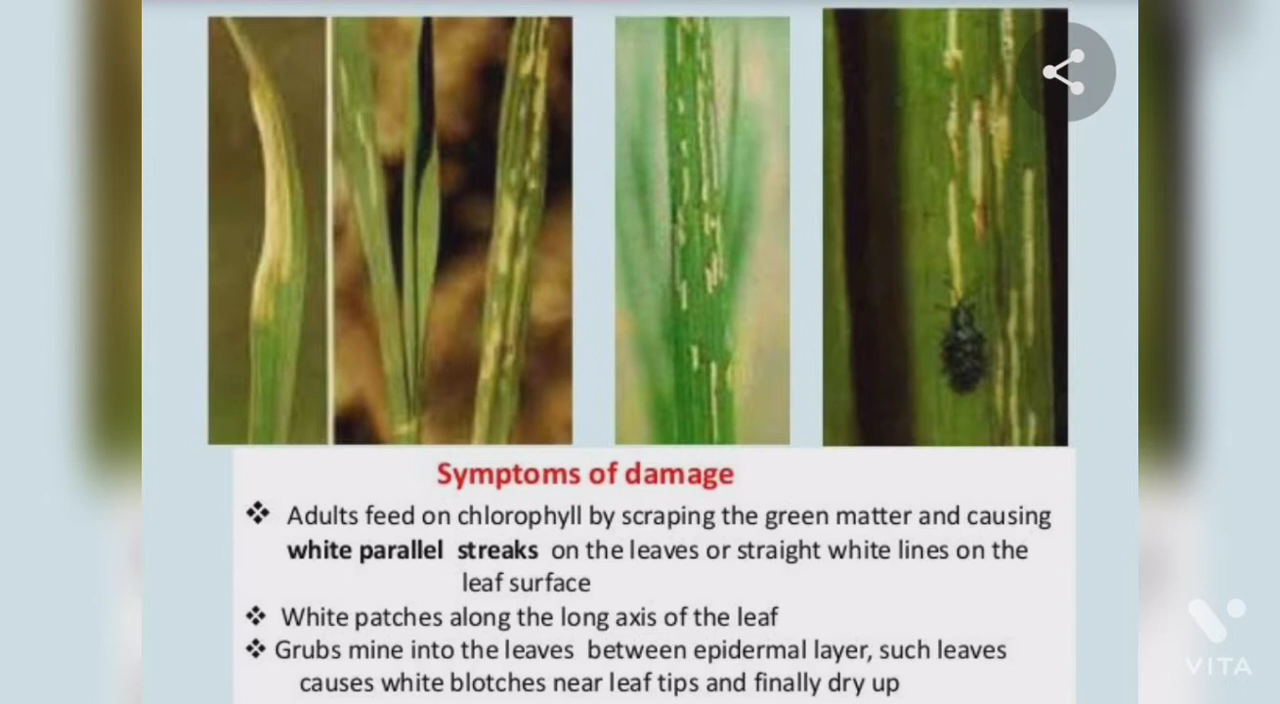 Symptoms of damage
❖ Adults feed on chlorophyll by scraping the green matter and causing
white parallel streaks on the leaves or straight white lines on the
leaf surface
❖ White patches along the long axis of the leaf
❖ Grubs mine into the leaves between epidermal layer, such leaves
causes white blotches near leaf tips and finally dry up
VITA